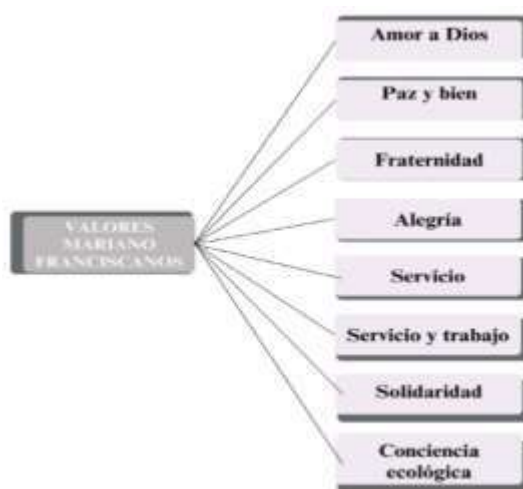 Amor a Dios
Paz y bien
Fraternidad
VALORES
MARIANO
FRANCISCANOS
Alegría
Servicio
Servicio y trabajo
Solidaridad
Conciencia
ecológica